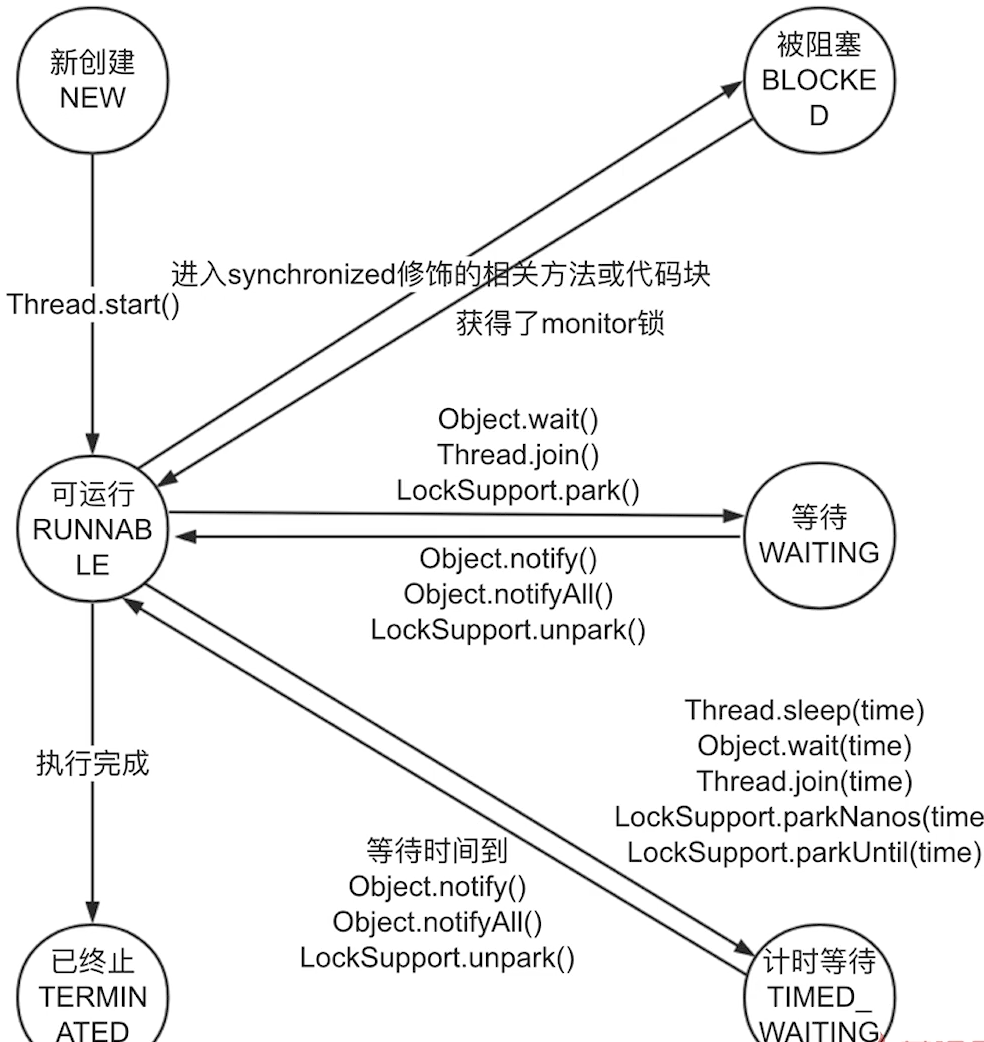 新创建
NEW
被阻塞
BLOCKE
D
进入synchronized修饰的相关方法或代码块
Thread.start()
获得了monitor锁
Object.wait()
Thread.join()
LockSupport.park()
可运行
RUNNAB
LE
等待
WAITING
Object.notify()
Object.notifyAll()
LockSupport.unpark()
Thread.sleep(time)
Object.wait(time)
Thread.join(time)
LockSupport.parkNanos(time
LockSupport.parkUntil(time)
执行完成
等待时间到
Object.notify()
Object.notifyAll()
LockSupport.unpark()
已终止
TERMIN
ATED
计时等待
TIMED_
WAITING